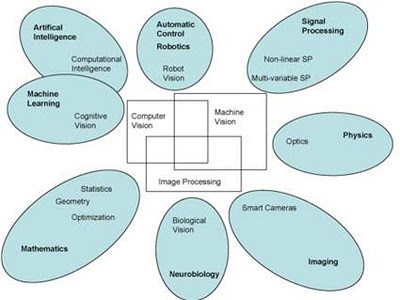 Artifical
Intelligence
Computational
Intelligence
Automatic
Control
Robotics
Robot
Vision
Signal
Processing
Non-linear SP
Multi-variable SP
Machine
Learning
Cognitive
Vision
Computer
Vision
Machine
Vision
Image Processing
Optics
Physics
Statistics
Geometry
Optimization
Mathematics
Biological
Vision
Neurobiology
Smart Cameras
Imaging